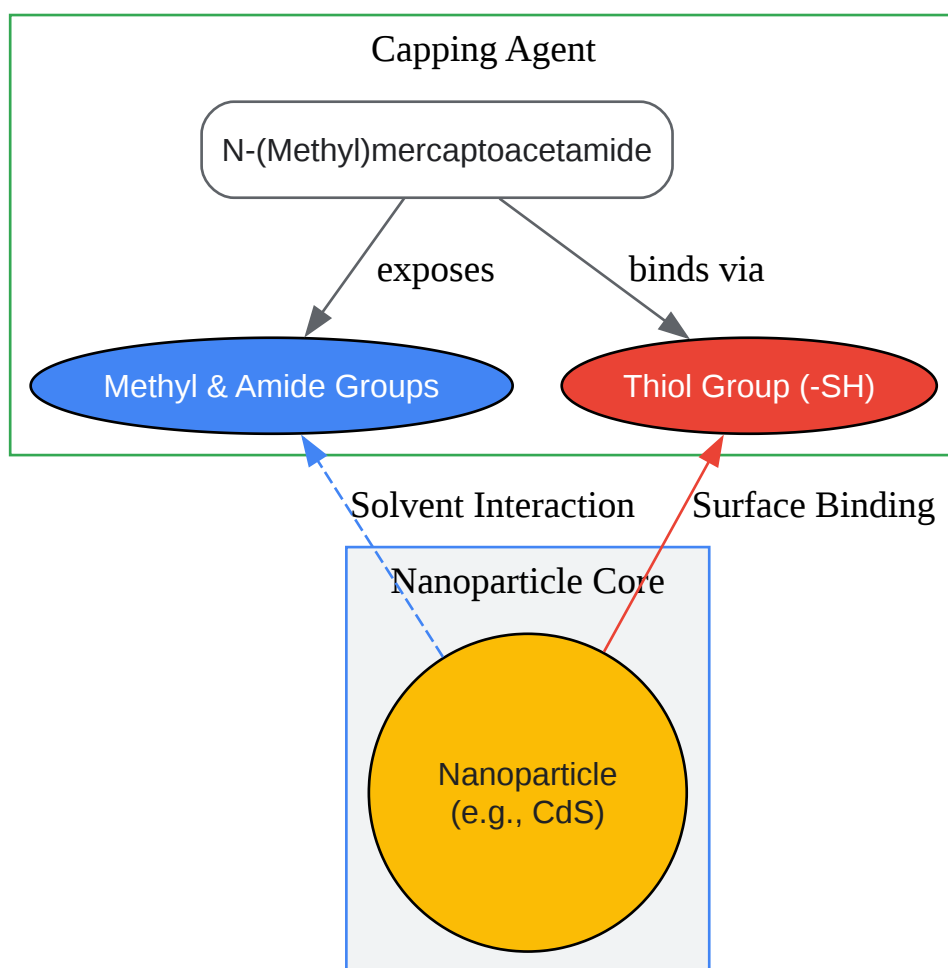 Capping Agent
N-(Methyl)mercaptoacetamide
exposes
binds via
Methyl & Amide Groups
Thiol Group (-SH)
Solvent Interaction
Surface Binding
Nanoparticle Core
Nanoparticle
(e.g., CdS)